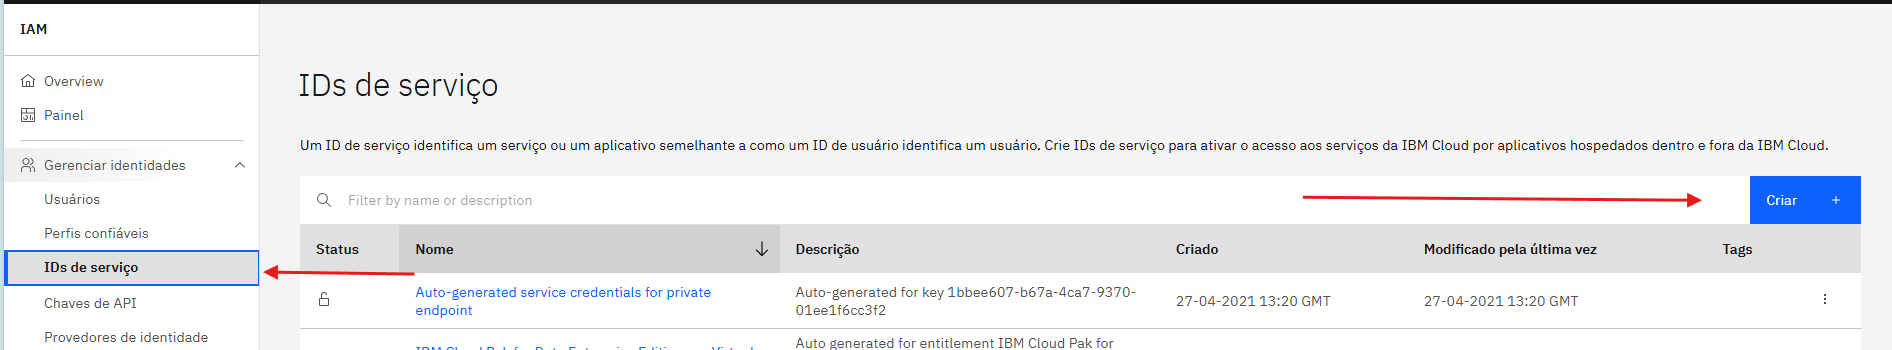 IAM
Overview
Painel
Gerenciar identidades
Usuários
Perfis confiáveis
IDs de serviço
Chaves de API
Provedores de identidade
IDs de serviço
Um ID de serviço identifica um serviço ou um aplicativo semelhante a como um ID de usuário identifica um usuário. Crie IDs de serviço para ativar o acesso aos serviços da IBM Cloud por aplicativos hospedados dentro e fora da IBM Cloud.
Filter by name or description
Criar +
Status Nome Descrição Criado Modificado pela última vez Tags
Auto-generated service credentials for private
endpoint
Auto-generated for key 1bbee607-b67a-4ca7-9370-
01ee1f6cc3f2
27-04-2021 13:20 GMT
27-04-2021 13:20 GMT
Auto generated for entitlement IBM Cloud Pak for